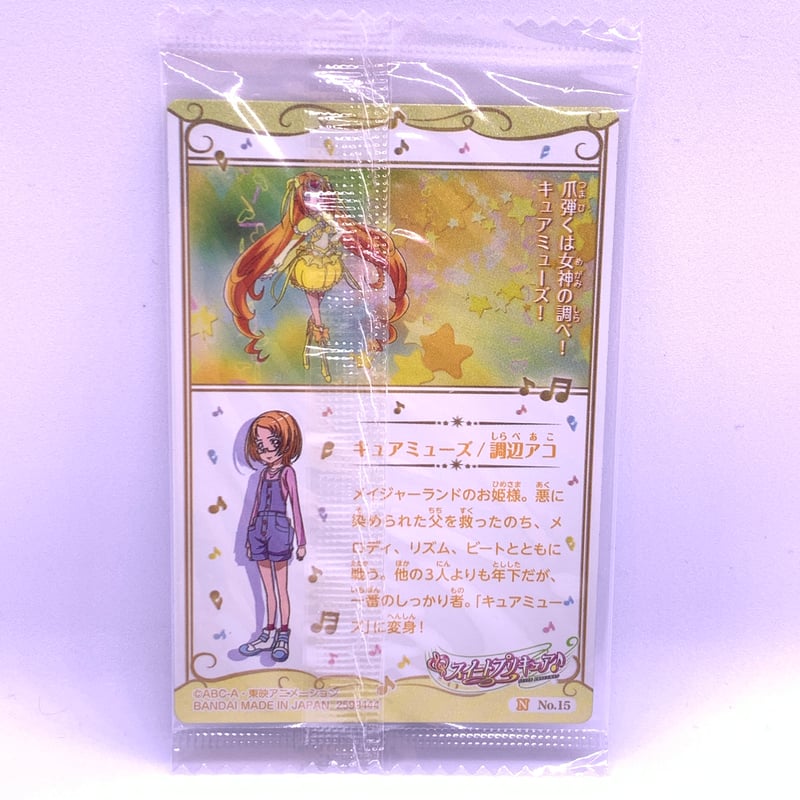 爪弾くは女神の調べ!
キュアミューズ!
キュアミューズ/調辺アコ
メイジャーランドのお姫様。悪に
染められた父を救ったのち、メ
ロディ、リズム、ビートとともに
戦う。他の3人よりも年下だが、
一番のしっかり者。「キュアミュー
ズ」に変身!
スイートプリキュア♪
©ABC-A・東映アニメーション
BANDAI MADE IN JAPAN
N No.15